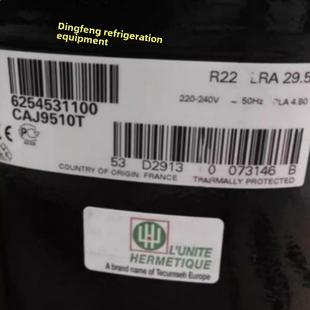 Dingfeng refrigeration
equipment
R22 LRA 29.5
6254531100
CAJ9510T
220-240V ~ 50Hz RLA 4.80
53 D2913 0 073146 B
COUNTRY OF ORIGIN: FRANCE THERMALLY PROTECTED
L'UNITE
HERMETIQUE
A brand name of Tecumseh Europe